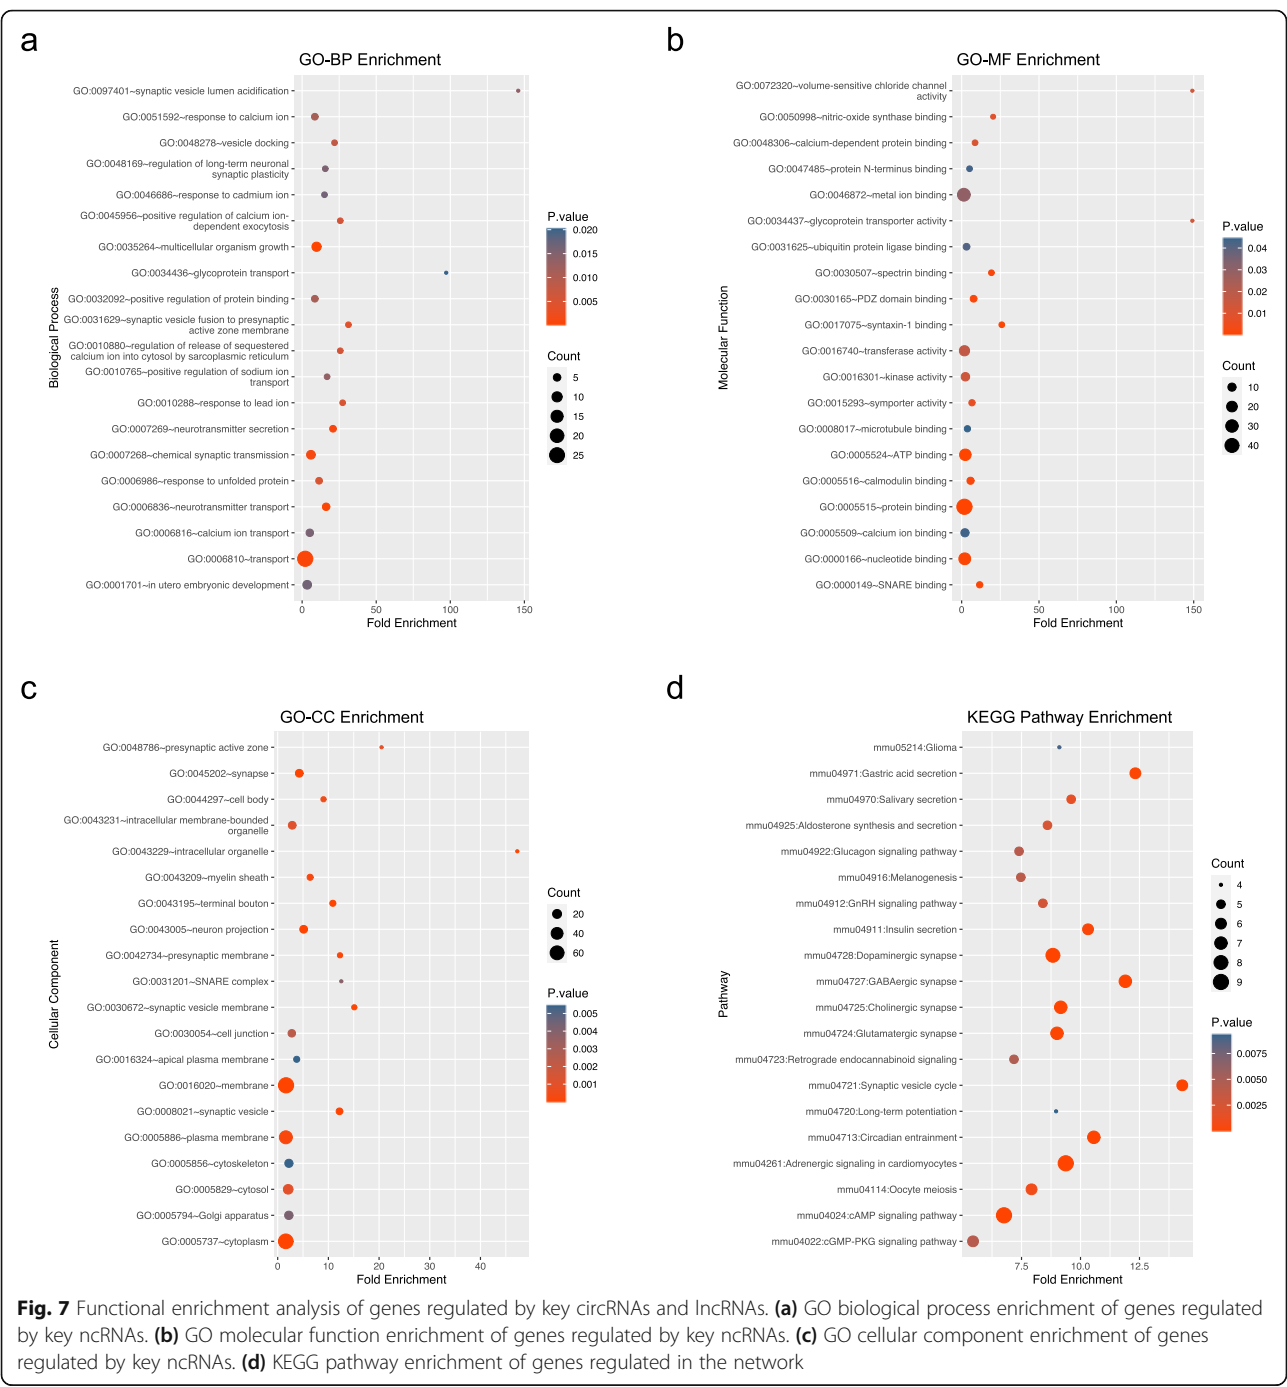 a
GO-BP Enrichment
Biological Process
GO:0097401~synaptic vesicle lumen acidification
GO:0051592~response to calcium ion
GO:0048278~vesicle docking
GO:0048169~regulation of long-term neuronal
synaptic plasticity
GO:0046686~response to cadmium ion
GO:0045956~positive regulation of calcium ion-
dependent exocytosis
GO:0035264~multicellular organism growth
GO:0034436~glycoprotein transport
GO:0032092~positive regulation of protein binding
GO:0031629~synaptic vesicle fusion to presynaptic
active zone membrane
GO:0010880~regulation of release of sequestered
calcium ion into cytosol by sarcoplasmic reticulum
GO:0010765~positive regulation of sodium ion
transport
GO:0010288~response to lead ion
GO:0007269~neurotransmitter secretion
GO:0007268~chemical synaptic transmission
GO:0006986~response to unfolded protein
GO:0006836~neurotransmitter transport
GO:0006816~calcium ion transport
GO:0006810~transport
GO:0001701~in utero embryonic development
0 50 100 150
Fold Enrichment
P.value
0.020
0.015
0.010
0.005
Count
5
10
15
20
25
b
GO-MF Enrichment
Molecular Function
GO:0072320~volume-sensitive chloride channel
activity
GO:0050998~nitric-oxide synthase binding
GO:0048306~calcium-dependent protein binding
GO:0047485~protein N-terminus binding
GO:0046872~metal ion binding
GO:0034437~glycoprotein transporter activity
GO:0031625~ubiquitin protein ligase binding
GO:0030507~spectrin binding
GO:0030165~PDZ domain binding
GO:0017075~syntaxin-1 binding
GO:0016740~transferase activity
GO:0016301~kinase activity
GO:0015293~symporter activity
GO:0008017~microtubule binding
GO:0005524~ATP binding
GO:0005516~calmodulin binding
GO:0005515~protein binding
GO:0005509~calcium ion binding
GO:0000166~nucleotide binding
GO:0000149~SNARE binding
0 50 100 150
Fold Enrichment
P.value
0.04
0.03
0.02
0.01
Count
10
20
30
40
c
GO-CC Enrichment
Cellular Component
GO:0048786~presynaptic active zone
GO:0045202~synapse
GO:0044297~cell body
GO:0043231~intracellular membrane-bounded
organelle
GO:0043229~intracellular organelle
GO:0043209~myelin sheath
GO:0043195~terminal bouton
GO:0043005~neuron projection
GO:0042734~presynaptic membrane
GO:0031201~SNARE complex
GO:0030672~synaptic vesicle membrane
GO:0030054~cell junction
GO:0016324~apical plasma membrane
GO:0016020~membrane
GO:0008021~synaptic vesicle
GO:0005886~plasma membrane
GO:0005856~cytoskeleton
GO:0005829~cytosol
GO:0005794~Golgi apparatus
GO:0005737~cytoplasm
0 10 20 30 40
Fold Enrichment
Count
20
40
60
P.value
0.005
0.004
0.003
0.002
0.001
d
KEGG Pathway Enrichment
Pathway
mmu05214:Glioma
mmu04971:Gastric acid secretion
mmu04970:Salivary secretion
mmu04925:Aldosterone synthesis and secretion
mmu04922:Glucagon signaling pathway
mmu04916:Melanogenesis
mmu04912:GnRH signaling pathway
mmu04911:Insulin secretion
mmu04728:Dopaminergic synapse
mmu04727:GABAergic synapse
mmu04725:Cholinergic synapse
mmu04724:Glutamatergic synapse
mmu04723:Retrograde endocannabinoid signaling
mmu04721:Synaptic vesicle cycle
mmu04720:Long-term potentiation
mmu04713:Circadian entrainment
mmu04261:Adrenergic signaling in cardiomyocytes
mmu04114:Oocyte meiosis
mmu04024:cAMP signaling pathway
mmu04022:cGMP-PKG signaling pathway
7.5 10.0 12.5
Fold Enrichment
Count
4
5
6
7
8
9
P.value
0.0075
0.0050
0.0025
Fig. 7 Functional enrichment analysis of genes regulated by key circRNAs and lncRNAs. (a) GO biological process enrichment of genes regulated
by key ncRNAs. (b) GO molecular function enrichment of genes regulated by key ncRNAs. (c) GO cellular component enrichment of genes
regulated by key ncRNAs. (d) KEGG pathway enrichment of genes regulated in the network